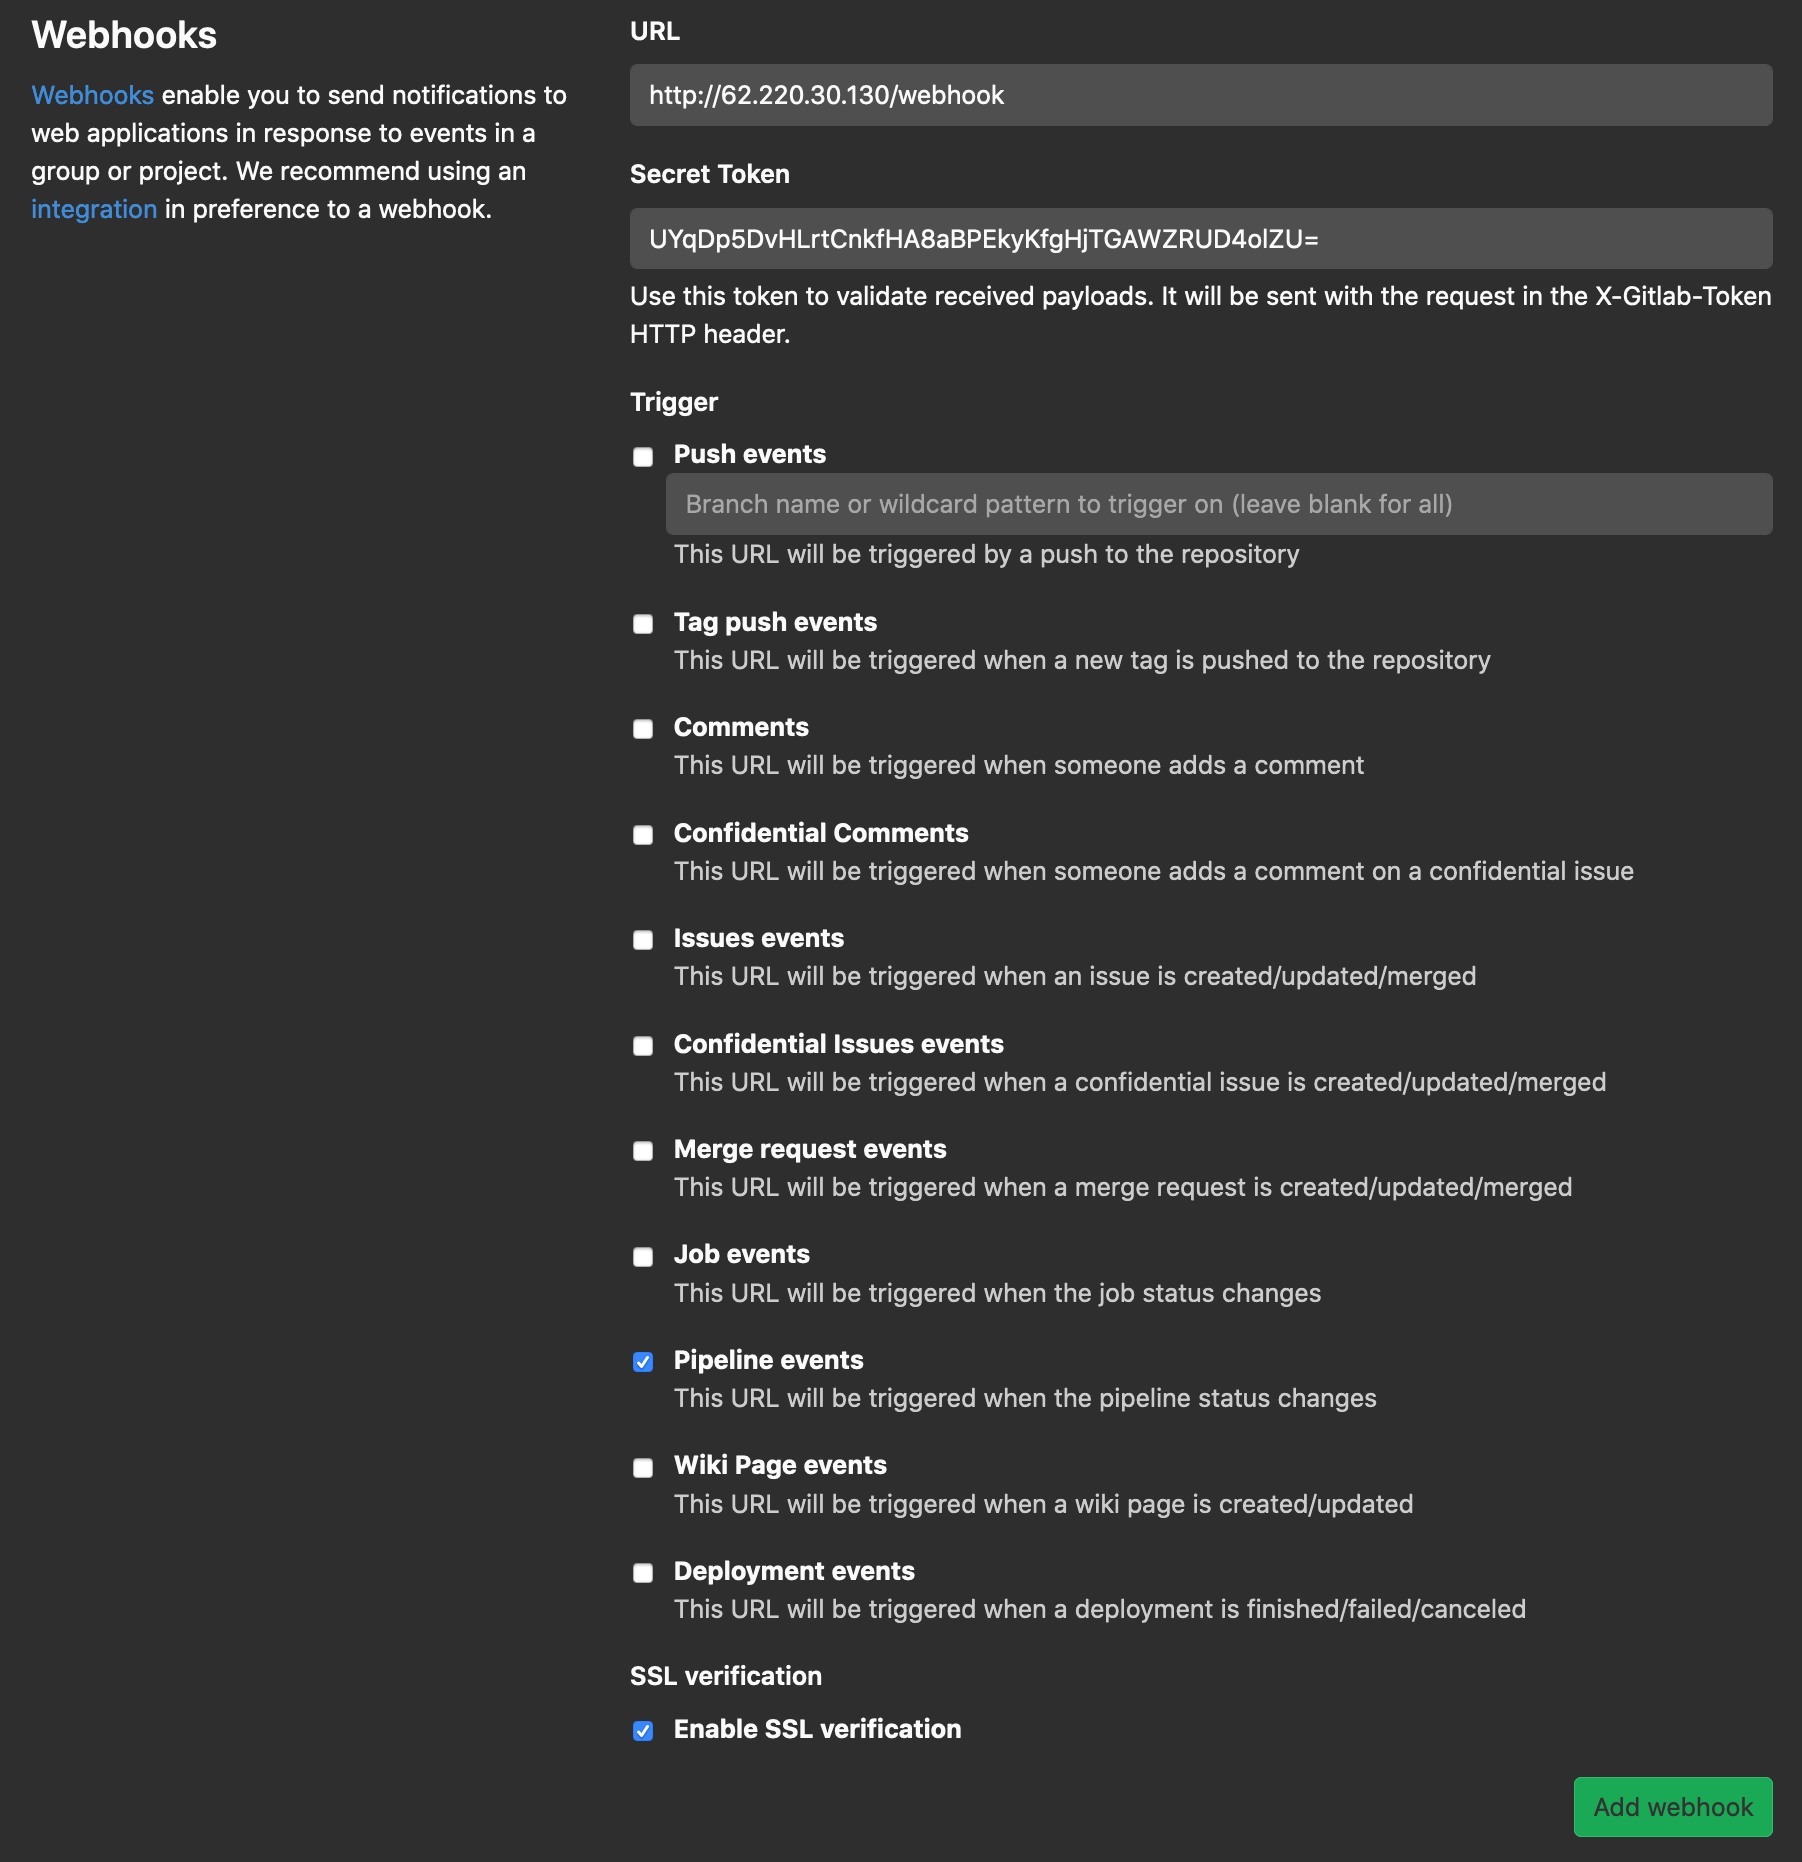 Webhooks
Webhooks enable you to send notifications to
web applications in response to events in a
group or project. We recommend using an
integration in preference to a webhook.
URL
http://62.220.30.130/webhook
Secret Token
UYqDp5DvHLrtCnkfHA8aBPEkyKfgHjTGAWZRUD4olZU=
Use this token to validate received payloads. It will be sent with the request in the X-Gitlab-Token
HTTP header.
Trigger
Push events
Branch name or wildcard pattern to trigger on (leave blank for all)
This URL will be triggered by a push to the repository
Tag push events
This URL will be triggered when a new tag is pushed to the repository
Comments
This URL will be triggered when someone adds a comment
Confidential Comments
This URL will be triggered when someone adds a comment on a confidential issue
Issues events
This URL will be triggered when an issue is created/updated/merged
Confidential Issues events
This URL will be triggered when a confidential issue is created/updated/merged
Merge request events
This URL will be triggered when a merge request is created/updated/merged
Job events
This URL will be triggered when the job status changes
Pipeline events
This URL will be triggered when the pipeline status changes
Wiki Page events
This URL will be triggered when a wiki page is created/updated
Deployment events
This URL will be triggered when a deployment is finished/failed/canceled
SSL verification
Enable SSL verification
Add webhook